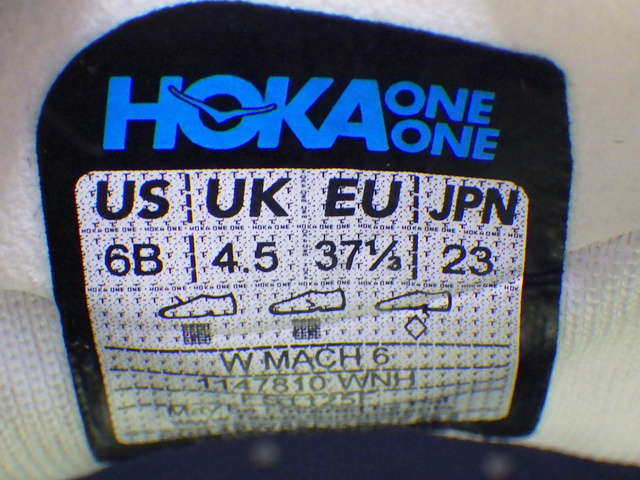 HOKA ONE ONE
US UK EU JPN
6B 4.5 37⅓ 23
W MACH 6
1147810 WNH